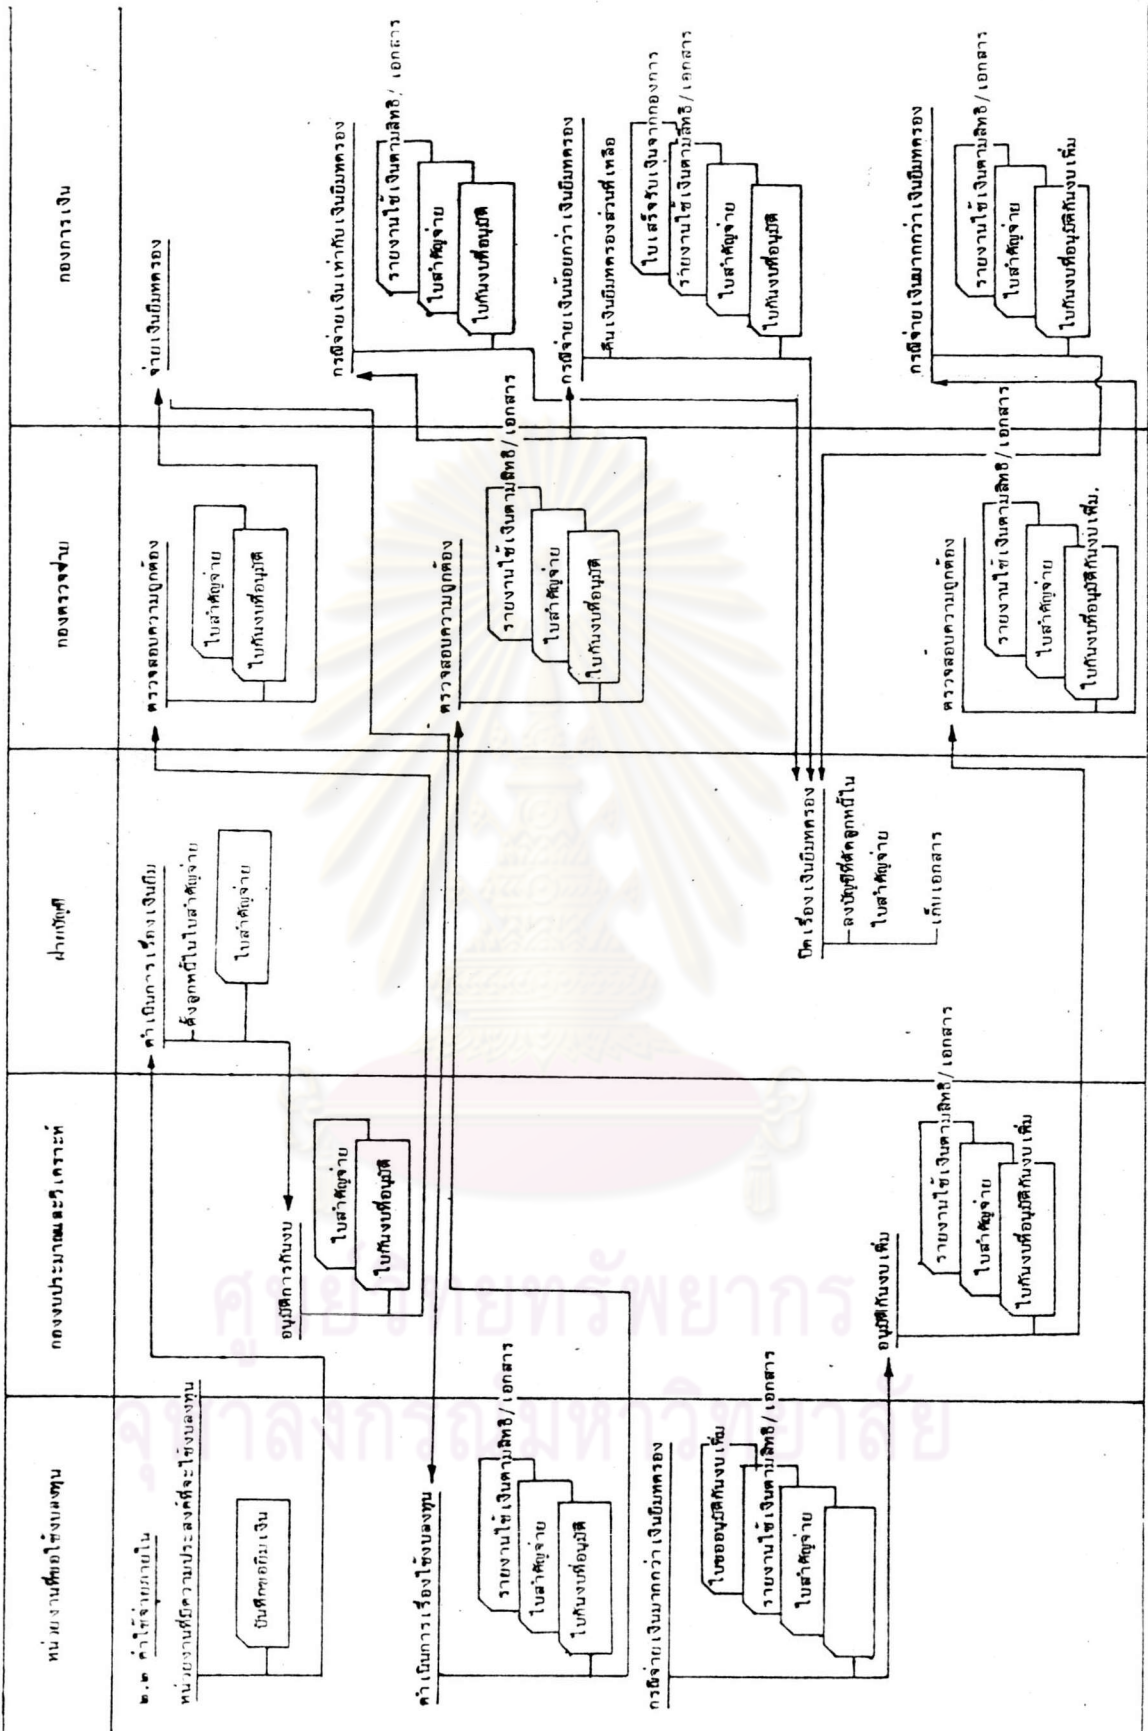 หน่วยงานที่ขอใช้งบลงทุน
กองงบประมาณและวิเคราะห์
ฝ่ายบัญชี
กองตรวจจ่าย
กองการเงิน
๒.๒ ค่าใช้จ่ายภายใน
หน่วยงานที่มีความประสงค์ที่จะใช้งบลงทุน
บันทึกขอยืมเงิน
ดำเนินการเรื่องเงินยืม
ตั้งลูกหนี้ในใบสำคัญจ่าย
ใบสำคัญจ่าย
อนุมัติการกันงบ
ใบสำคัญจ่าย
ใบกันงบที่อนุมัติ
ตรวจสอบความถูกต้อง
ใบสำคัญจ่าย
ใบกันงบที่อนุมัติ
จ่ายเงินยืมทดรอง
ดำเนินการเรื่องใช้งบลงทุน
รายงานใช้เงินตามสิทธิ/เอกสาร
ใบสำคัญจ่าย
ใบกันงบที่อนุมัติ
ตรวจสอบความถูกต้อง
รายงานใช้เงินตามสิทธิ/เอกสาร
ใบสำคัญจ่าย
ใบกันงบที่อนุมัติ
กรณีจ่ายเงินเท่ากับเงินยืมทดรอง
รายงานใช้เงินตามสิทธิ/เอกสาร
ใบสำคัญจ่าย
ใบกันงบที่อนุมัติ
กรณีจ่ายเงินน้อยกว่าเงินยืมทดรอง
คืนเงินยืมทดรองส่วนที่เหลือ
ใบเสร็จรับเงินจากกองการ
รายงานใช้เงินตามสิทธิ/เอกสาร
ใบสำคัญจ่าย
ใบกันงบที่อนุมัติ
ปิดเรื่องเงินยืมทดรอง
ลงบัญชีที่ตัดลูกหนี้ใน
ใบสำคัญจ่าย
เก็บเอกสาร
กรณีจ่ายเงินมากกว่าเงินยืมทดรอง
ใบขออนุมัติกันงบเพิ่ม
รายงานใช้เงินตามสิทธิ/เอกสาร
ใบสำคัญจ่าย
อนุมัติกันงบเพิ่ม
รายงานใช้เงินตามสิทธิ/เอกสาร
ใบสำคัญจ่าย
ใบกันงบที่อนุมัติกันงบเพิ่ม
ตรวจสอบความถูกต้อง
รายงานใช้เงินตามสิทธิ/เอกสาร
ใบสำคัญจ่าย
ใบกันงบที่อนุมัติกันงบเพิ่ม.
กรณีจ่ายเงินมากกว่าเงินยืมทดรอง
รายงานใช้เงินตามสิทธิ/เอกสาร
ใบสำคัญจ่าย
ใบกันงบที่อนุมัติกันงบเพิ่ม
ศูนย์วิทยทรัพยากร
จุฬาลงกรณ์มหาวิทยาลัย